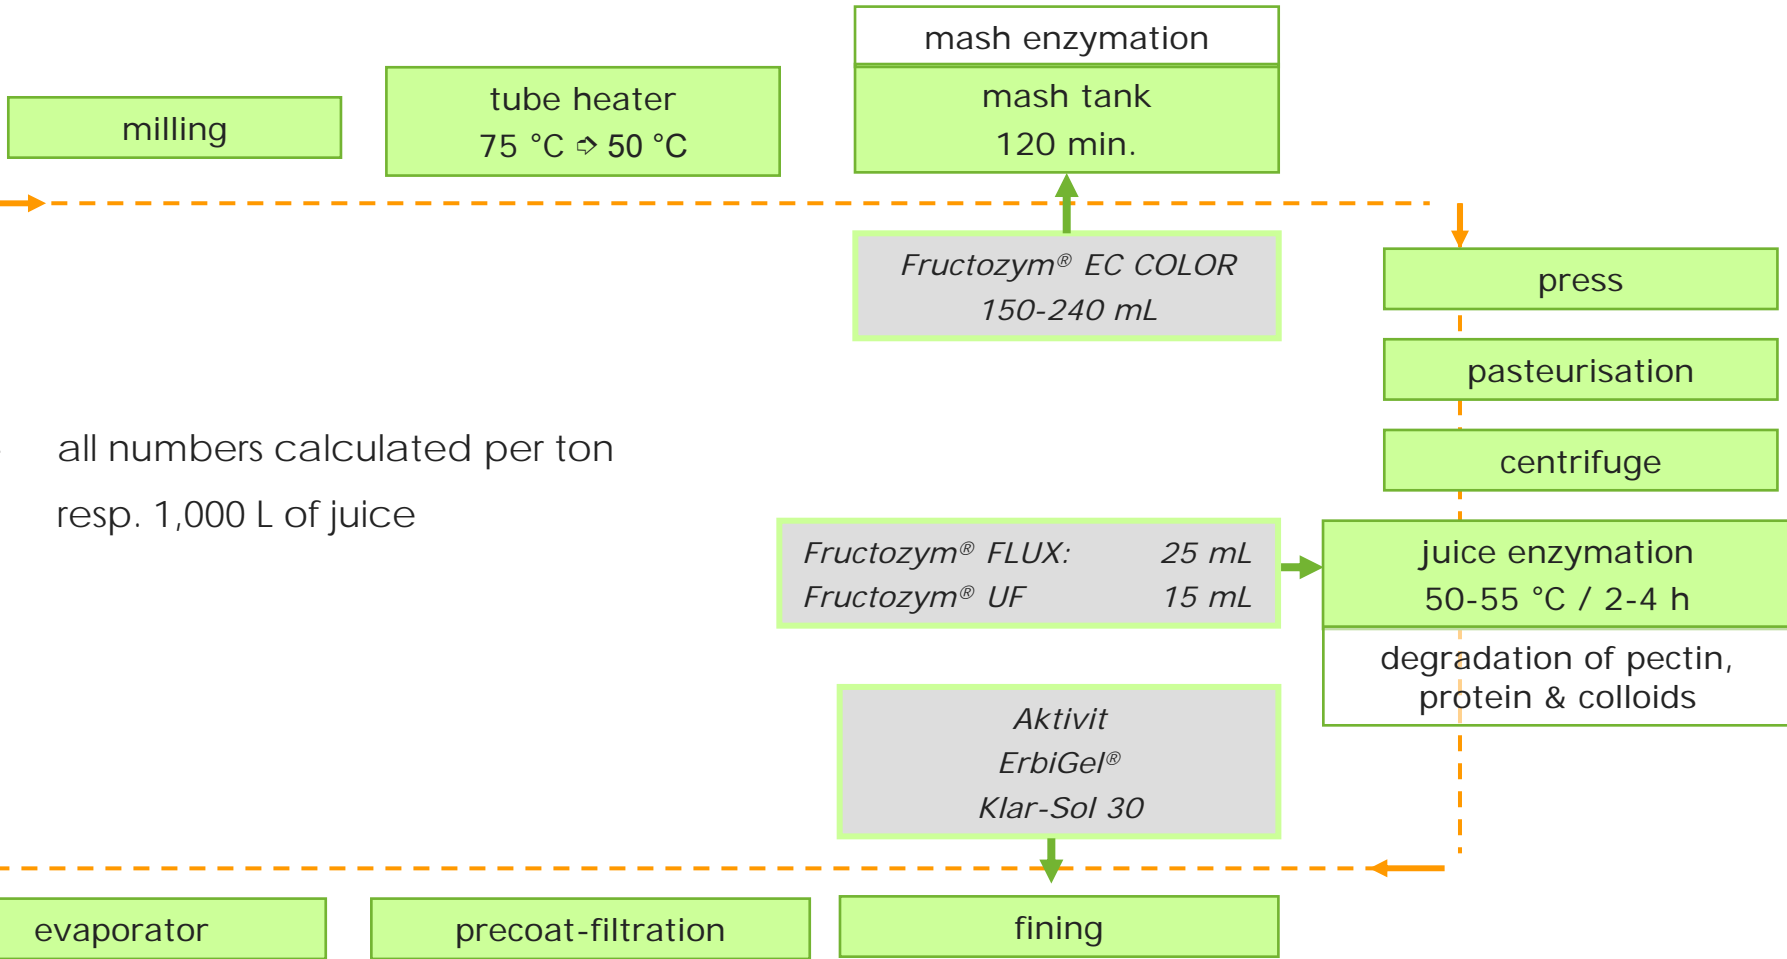 mash enzymation
milling
tube heater
75 °C ➩ 50 °C
mash tank
120 min.
Fructozym® EC COLOR
150-240 mL
press
pasteurisation
centrifuge
all numbers calculated per ton
resp. 1,000 L of juice
Fructozym® FLUX: 25 mL
Fructozym® UF 15 mL
juice enzymation
50-55 °C / 2-4 h
degradation of pectin,
protein & colloids
Aktivit
ErbiGel®
Klar-Sol 30
evaporator
precoat-filtration
fining